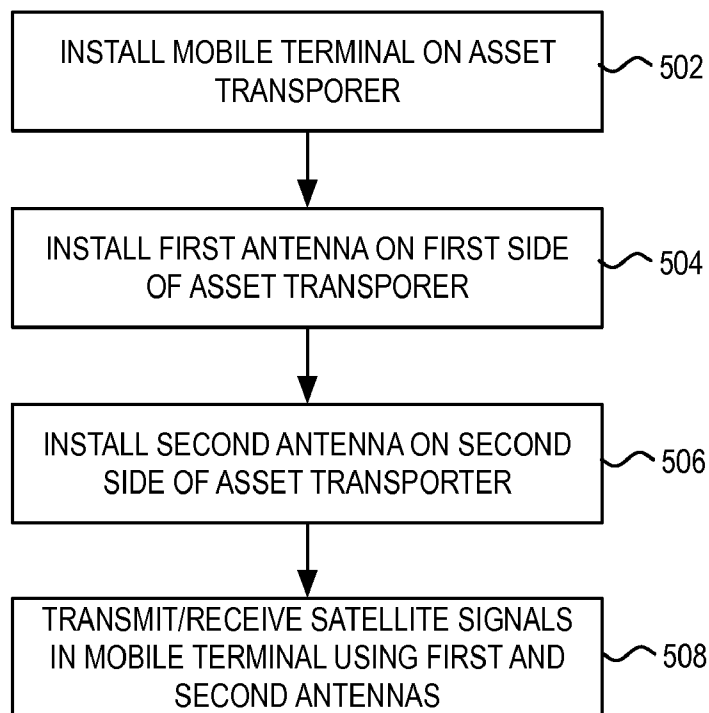 INSTALL MOBILE TERMINAL ON ASSET
TRANSPORER
502
INSTALL FIRST ANTENNA ON FIRST SIDE
OF ASSET TRANSPORER
504
INSTALL SECOND ANTENNA ON SECOND
SIDE OF ASSET TRANSPORTER
506
TRANSMIT/RECEIVE SATELLITE SIGNALS
IN MOBILE TERMINAL USING FIRST AND
SECOND ANTENNAS
508